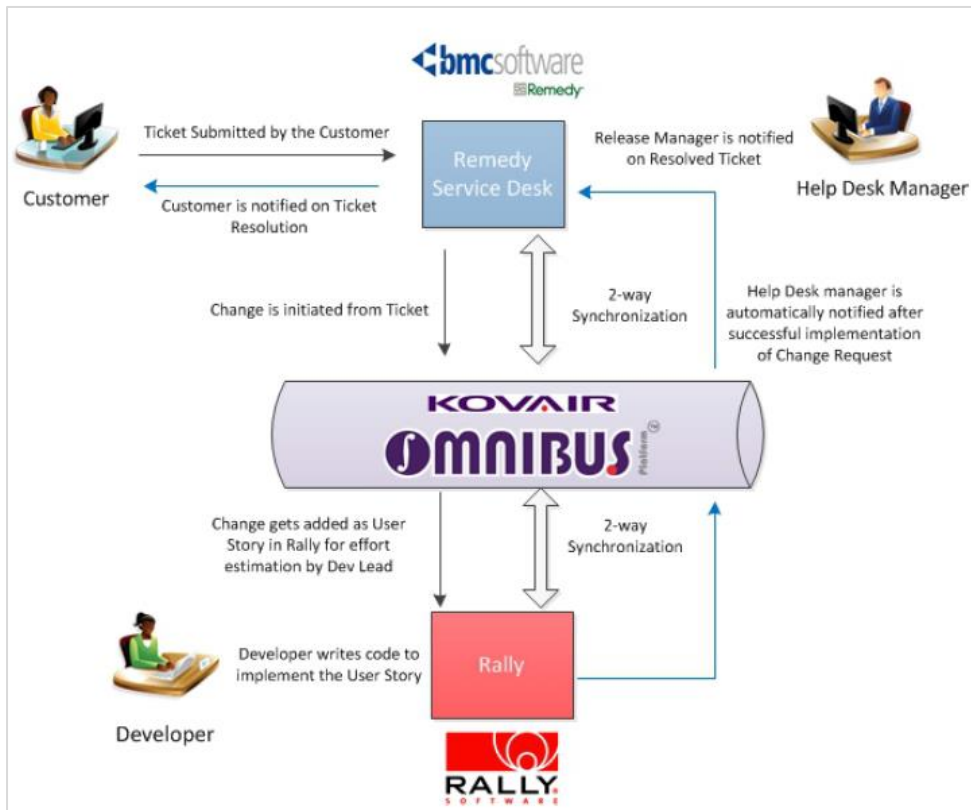 bmcsoftware
Remedy
Ticket Submitted by the Customer
Customer
Customer is notified on Ticket
Resolution
Remedy
Service Desk
Release Manager is notified
on Resolved Ticket
Help Desk Manager
Change is initiated from Ticket
2-way
Synchronization
Help Desk manager is
automatically notified after
successful implementation
of Change Request
KOVAIR
OMNIBUS
Platform
Change gets added as User
Story in Rally for effort
estimation by Dev Lead
2-way
Synchronization
Developer writes code to
implement the User Story
Developer
Rally
RALLY
SOFTWARE